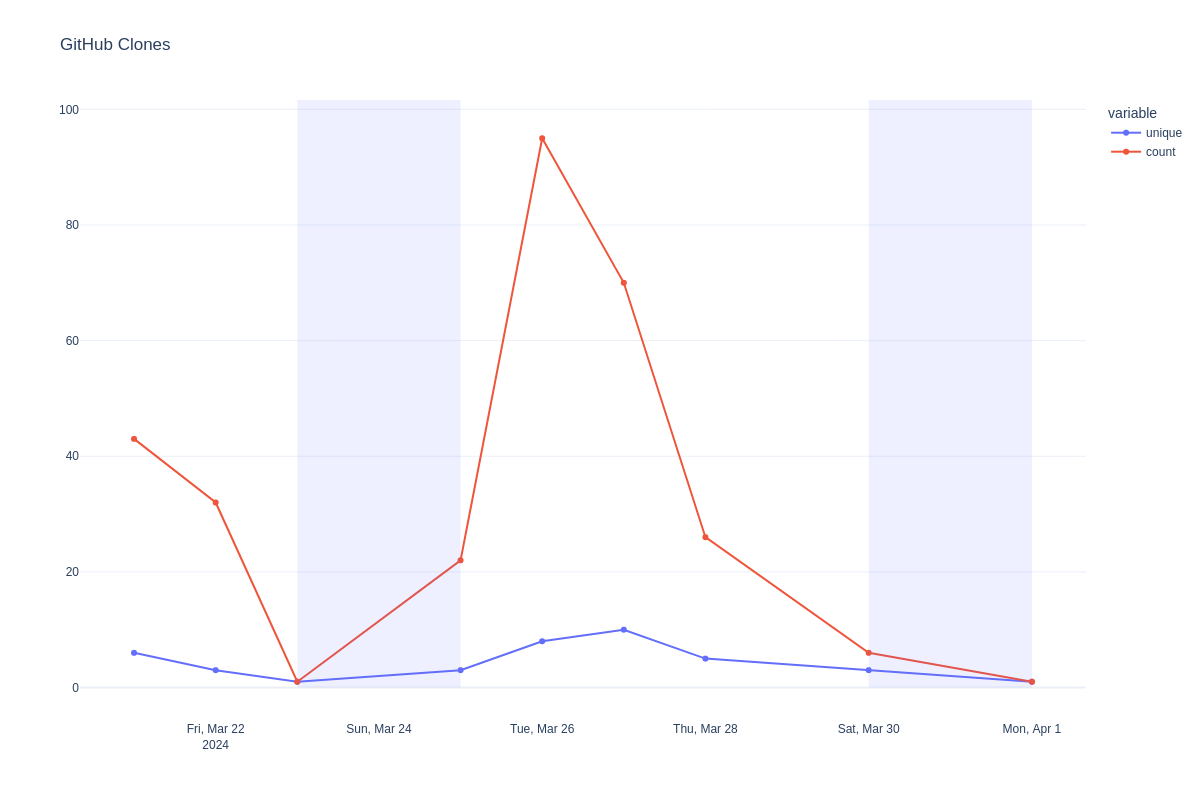 GitHub Clones
100
80
60
40
20
0
Fri, Mar 22
2024
Sun, Mar 24
Tue, Mar 26
Thu, Mar 28
Sat, Mar 30
Mon, Apr 1
variable
unique
count